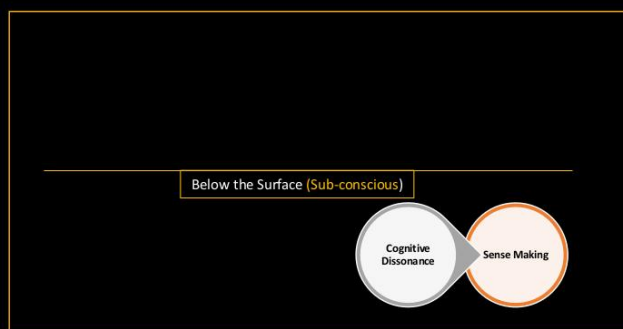 Below the Surface (Sub-conscious)
Cognitive
Dissonance
Sense Making